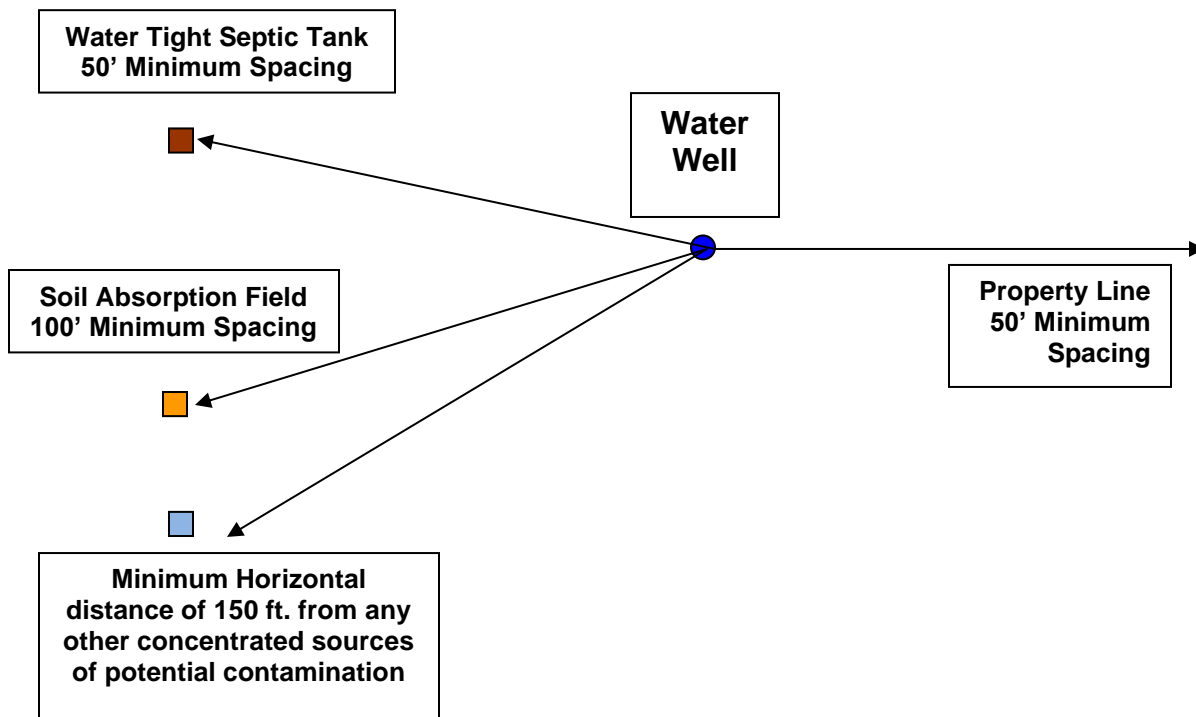 Water Tight Septic Tank
50’ Minimum Spacing
Water
Well
Soil Absorption Field
100’ Minimum Spacing
Property Line
50’ Minimum
Spacing
Minimum Horizontal
distance of 150 ft. from any
other concentrated sources
of potential contamination